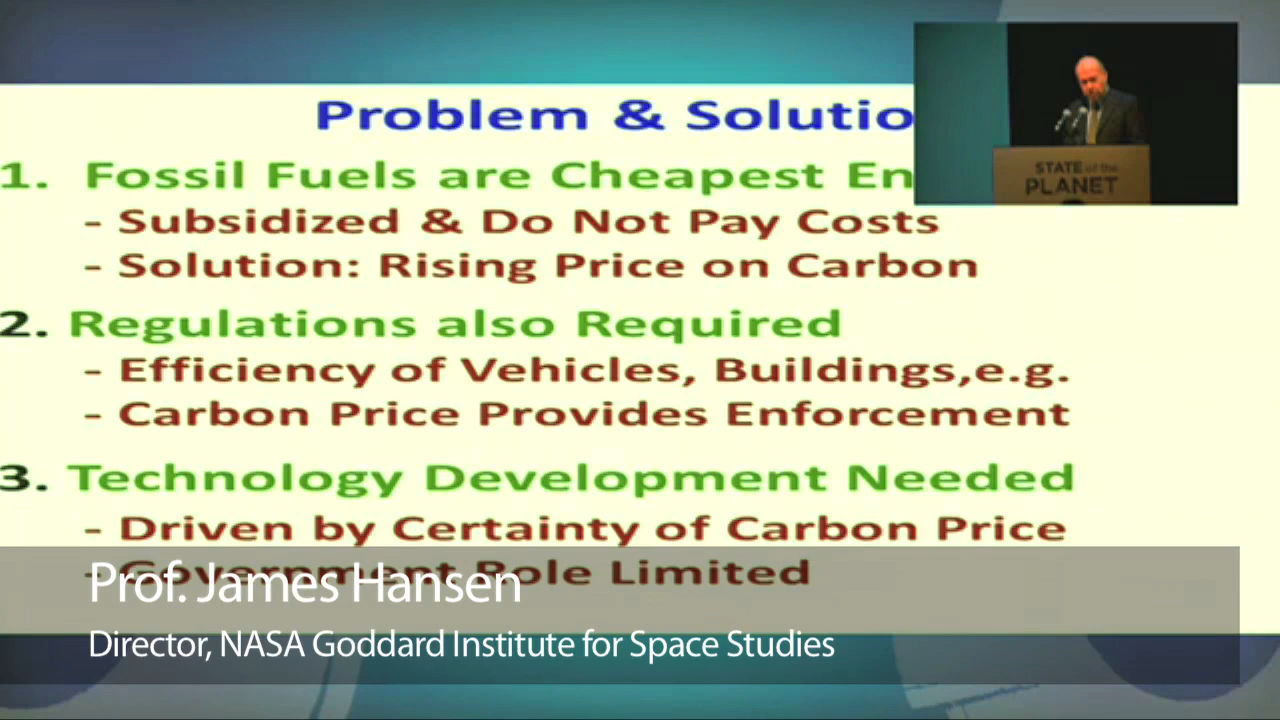 Problem & Solutio
1. Fossil Fuels are Cheapest En
- Subsidized & Do Not Pay Costs
- Solution: Rising Price on Carbon
2. Regulations also Required
- Efficiency of Vehicles, Buildings,e.g.
- Carbon Price Provides Enforcement
3. Technology Development Needed
- Driven by Certainty of Carbon Price
- Government Role Limited
STATE of the
PLANET
Prof. James Hansen
Director, NASA Goddard Institute for Space Studies